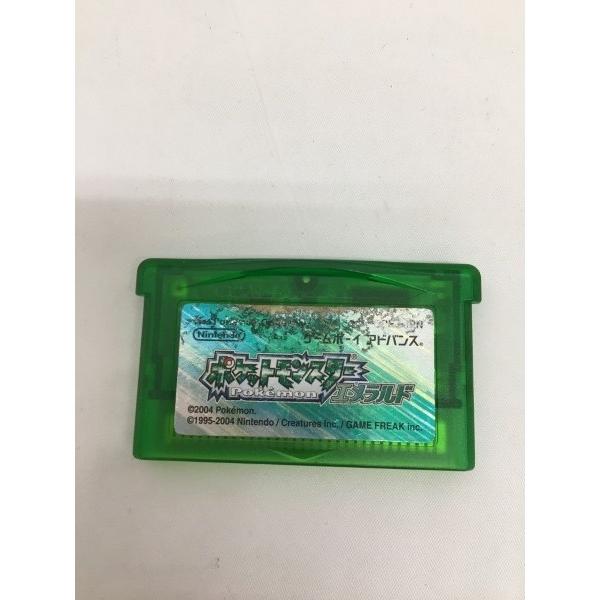 Nintendo
ゲームボーイ アドバンス®
ポケットモンスター
Pokémon エメラルド
©2004 Pokémon.
©1995-2004 Nintendo / Creatures inc. / GAME FREAK inc.